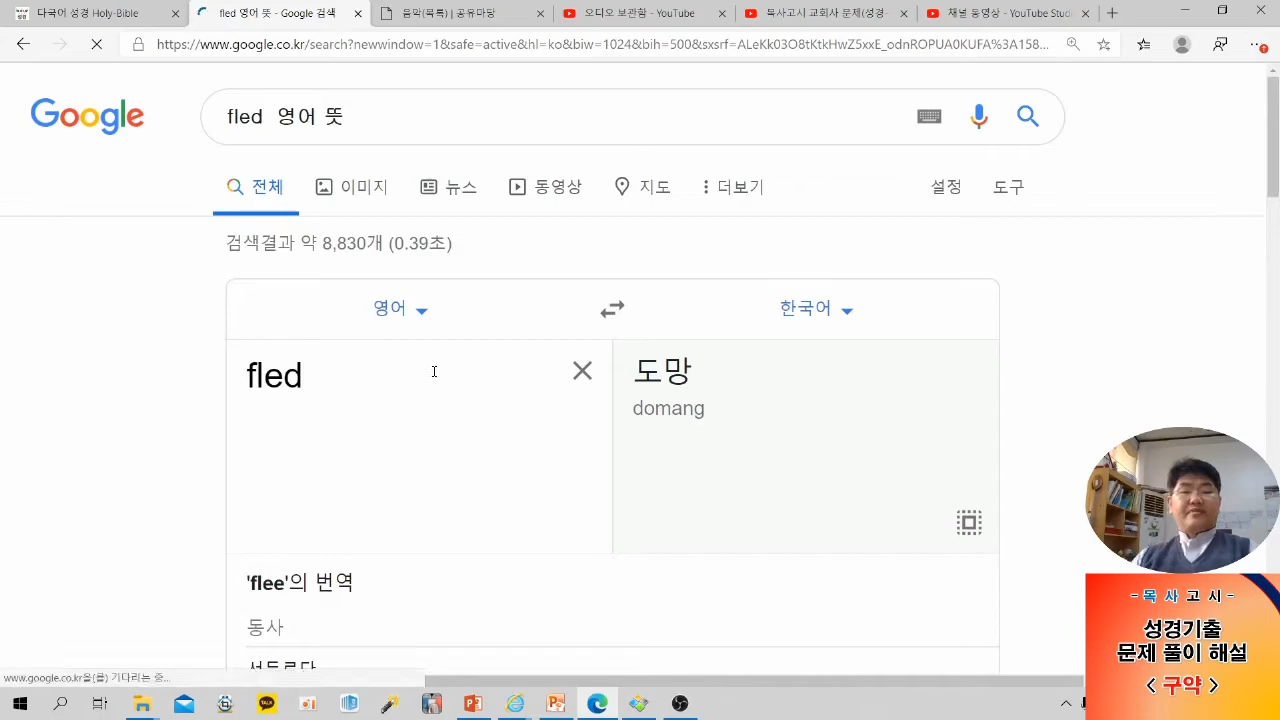 다국어 성경 Holy-Bible
fled 영어 뜻 - Google 검색
음악(목록) | 공유마당
오디오 보관함 - YouTube
목사고시 교회사 문제(성경-
채널 동영상 - YouTube Stud
https://www.google.co.kr/search?newwindow=1&safe=active&hl=ko&biw=1024&bih=500&sxsrf=ALeKk03O8tKtkHwZ5xxE_odnROPUA0KUFA%3A158...
Google
fled 영어 뜻
전체
이미지
뉴스
동영상
지도
더보기
설정
도구
검색결과 약 8,830개 (0.39초)
영어
한국어
fled
도망
domang
'flee'의 번역
동사
서두르다
www.google.co.kr을(를) 기다리는 중...
- 목 사 고 시 -
성경기출
문제 풀이 해설
< 구약 >